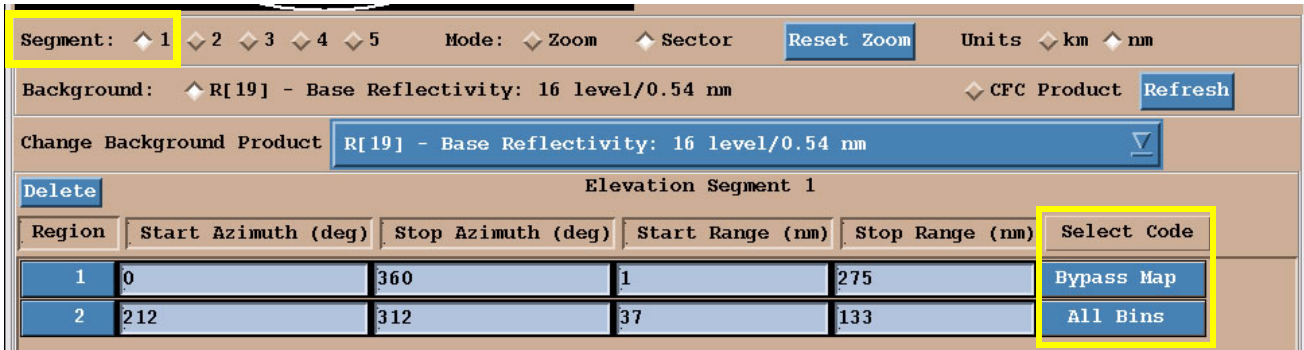 Segment: 1 2 3 4 5 Mode: Zoom Sector Reset Zoom Units km nm
Background: R[19] - Base Reflectivity: 16 level/0.54 nm CFC Product Refresh
Change Background Product R[19] - Base Reflectivity: 16 level/0.54 nm
Delete Elevation Segment 1
Region Start Azimuth (deg) Stop Azimuth (deg) Start Range (nm) Stop Range (nm) Select Code
1 0 360 1 275 Bypass Map
2 212 312 37 133 All Bins